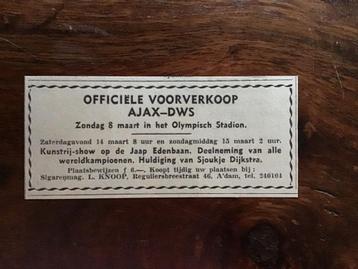 OFFICIËLE VOORVERKOOP
AJAX—DWS
Zondag 8 maart in het Olympisch Stadion.
Zaterdagavond 14 maart 8 uur en zondagmiddag 15 maart 2 uur.
Kunstrij-show op de Jaap Edenbaan. Deelneming van alle
wereldkampioenen. Huldiging van Sjoukje Dijkstra.
Plaatsbewijzen f 6.—. Koopt tijdig uw plaatsen bij :
Sigarenmag. L. KNOOP, Reguliersbreestraat 46, A'dam, tel. 246104